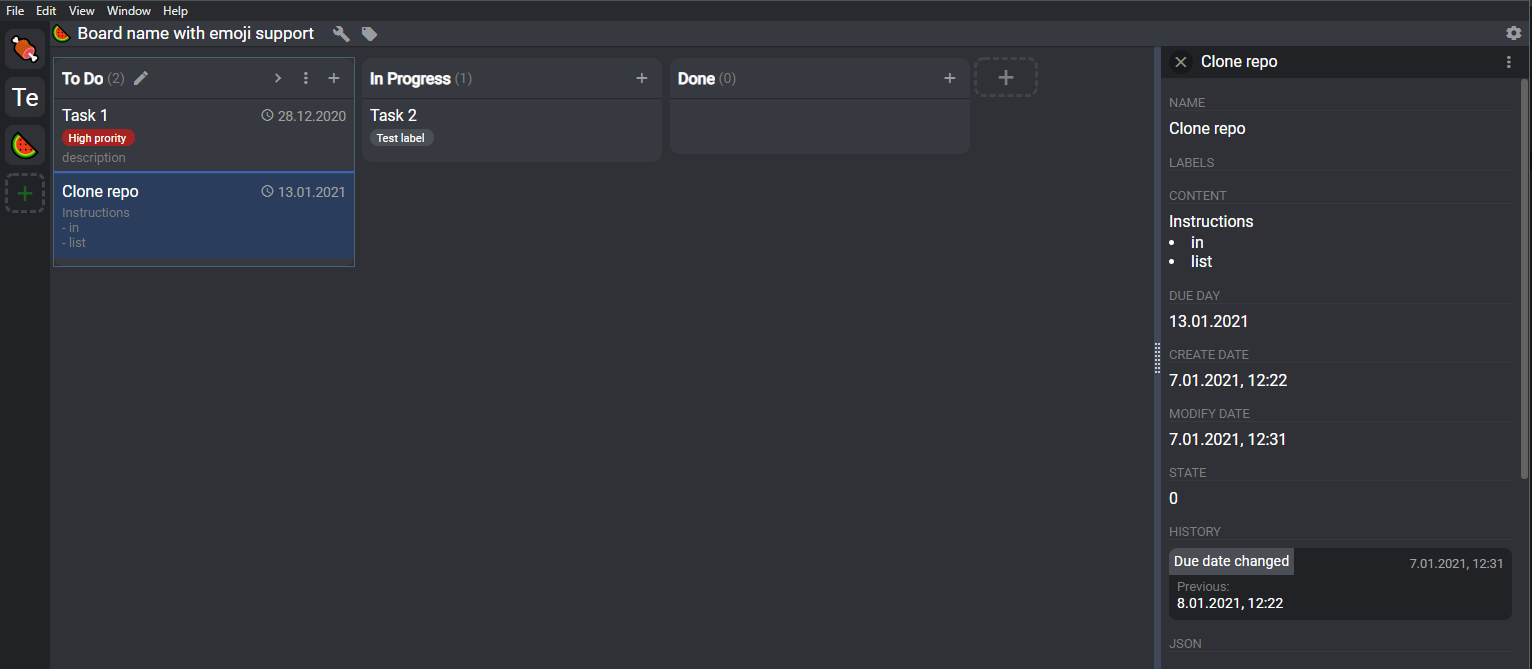 File Edit View Window Help
Board name with emoji support
Te
To Do (2)
Task 1 28.12.2020
High prority
description
Clone repo 13.01.2021
Instructions
- in
- list
In Progress (1)
Task 2
Test label
Done (0)
Clone repo
NAME
Clone repo
LABELS
CONTENT
Instructions
• in
• list
DUE DAY
13.01.2021
CREATE DATE
7.01.2021, 12:22
MODIFY DATE
7.01.2021, 12:31
STATE
0
HISTORY
Due date changed 7.01.2021, 12:31
Previous:
8.01.2021, 12:22
JSON